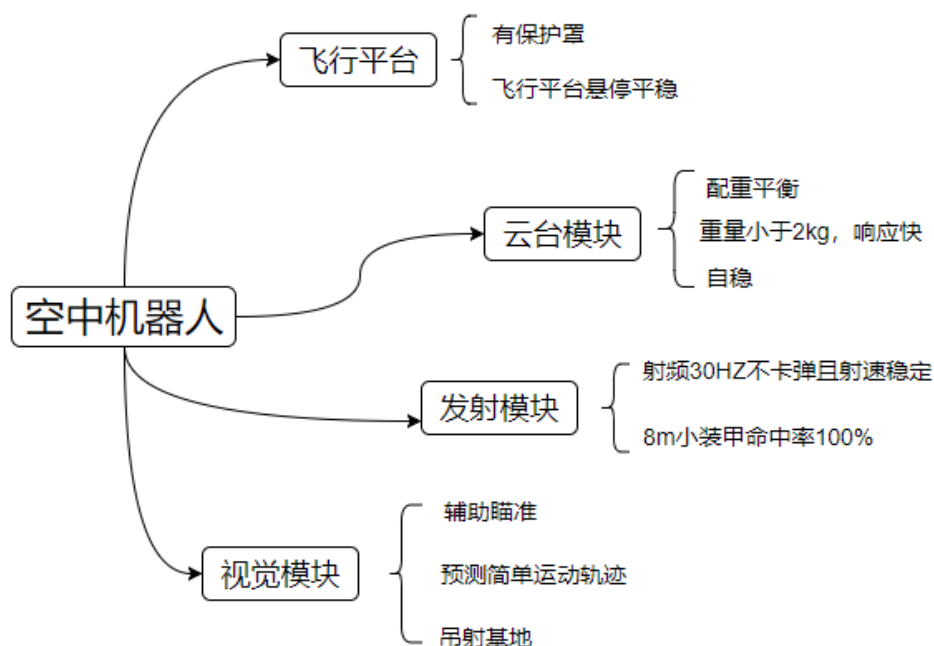 有保护罩
飞行平台
飞行平台悬停平稳
配重平衡
云台模块
重量小于2kg，响应快
自稳
空中机器人
射频30HZ不卡弹且射速稳定
发射模块
8m小装甲命中率100%
辅助瞄准
视觉模块
预测简单运动轨迹
吊射基地